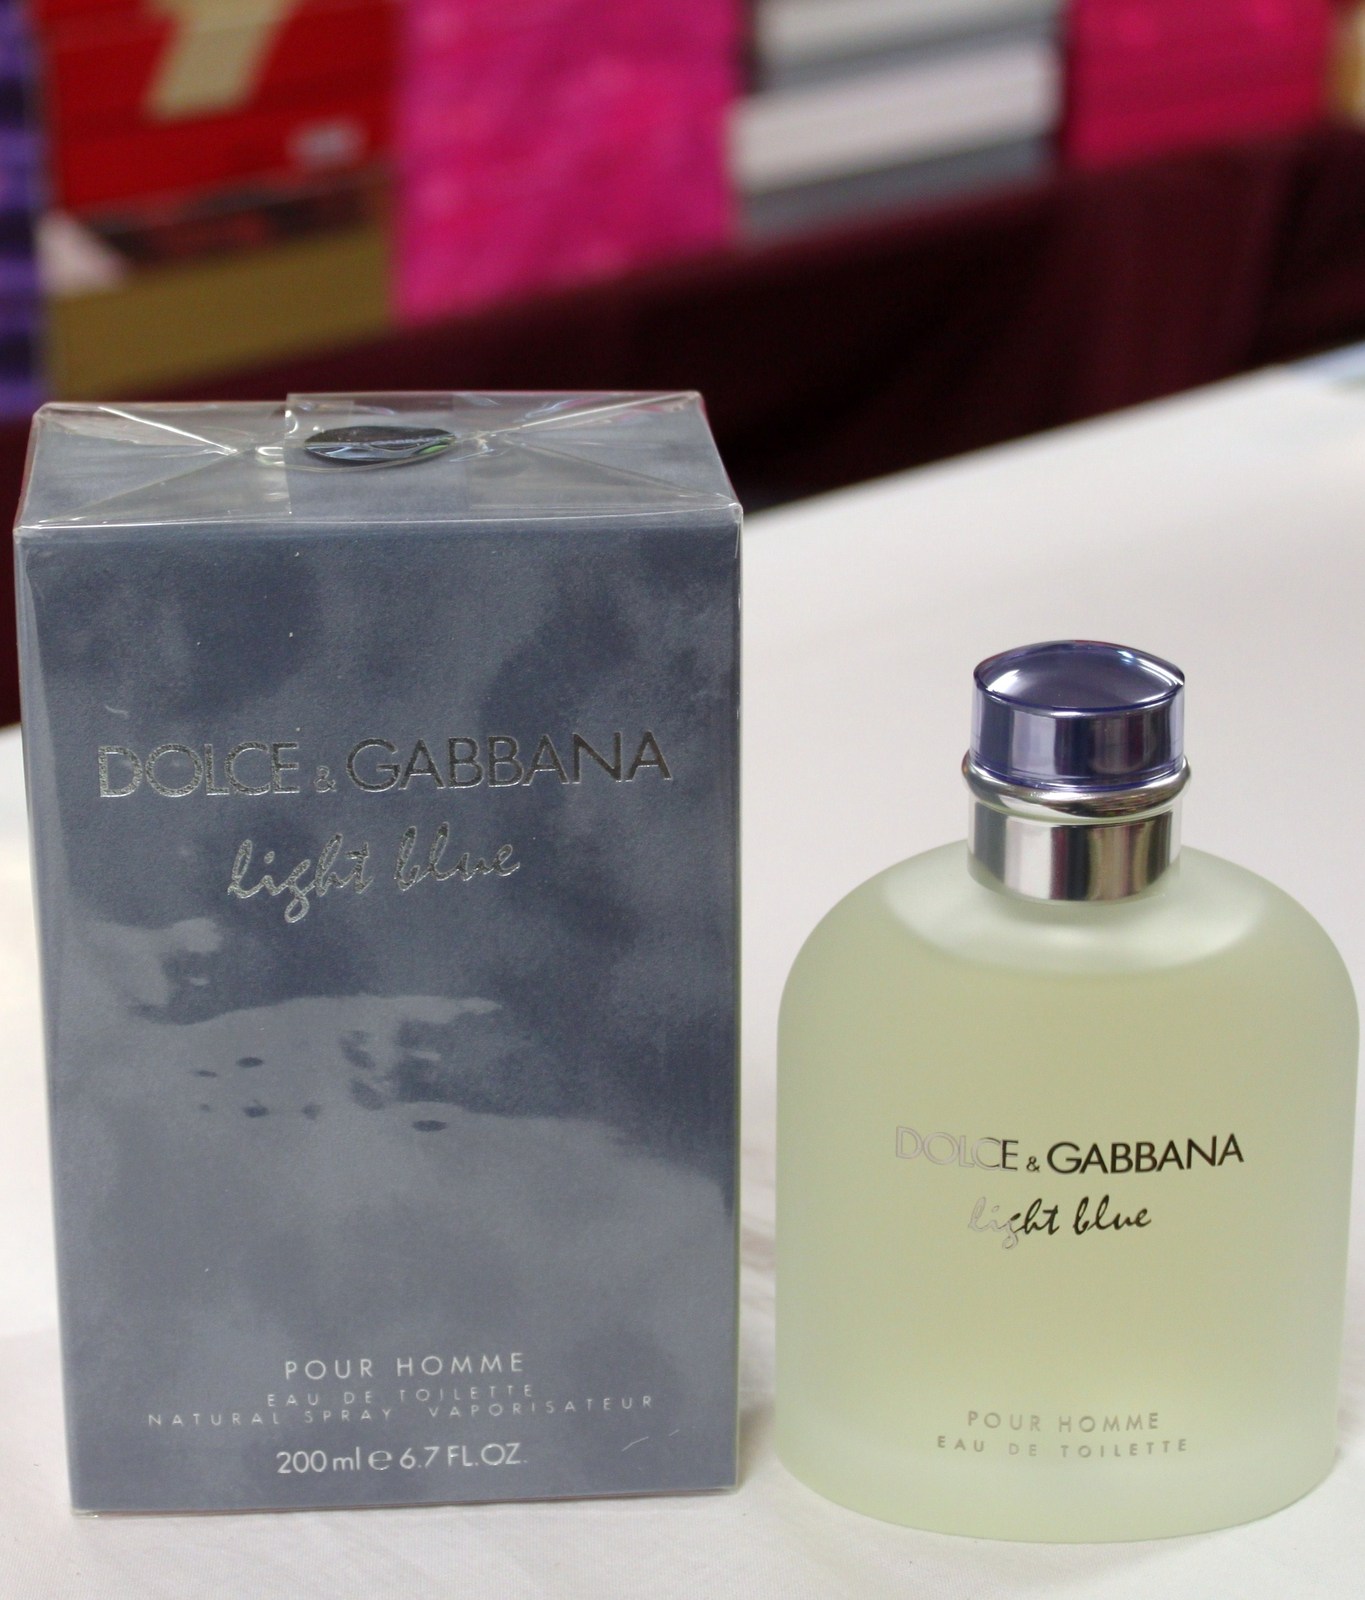 DOLCE & GABBANA
light blue
POUR HOMME
EAU DE TOILETTE
NATURAL SPRAY VAPORISATEUR
200 ml e 6.7 FL.OZ.
DOLCE & GABBANA
light blue
POUR HOMME
EAU DE TOILETTE